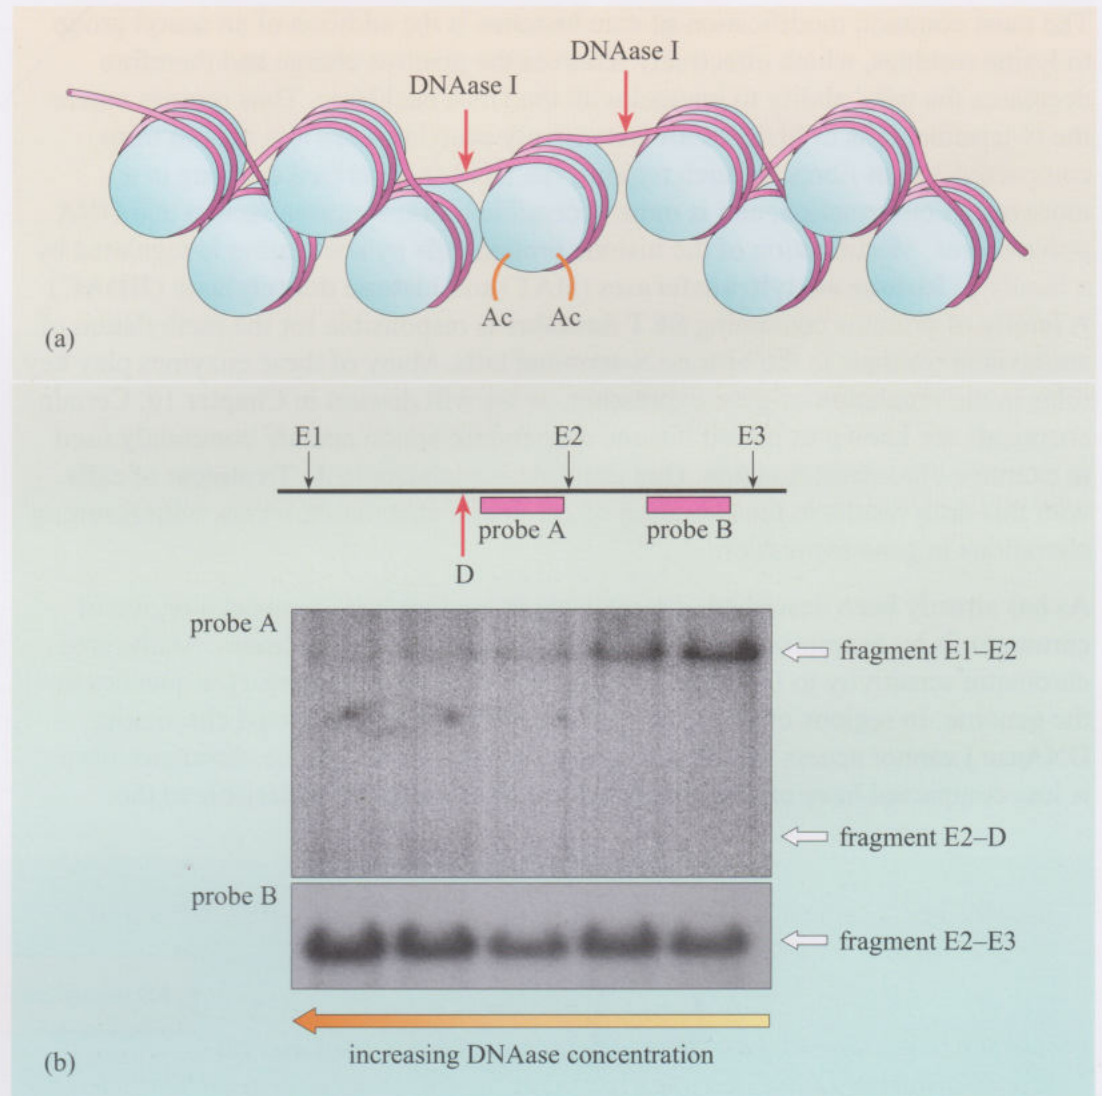 DNAase I
DNAase I
Ac Ac
(a)
E1 E2 E3
probe A probe B
D
probe A
fragment E1–E2
fragment E2–D
probe B
fragment E2–E3
increasing DNAase concentration
(b)